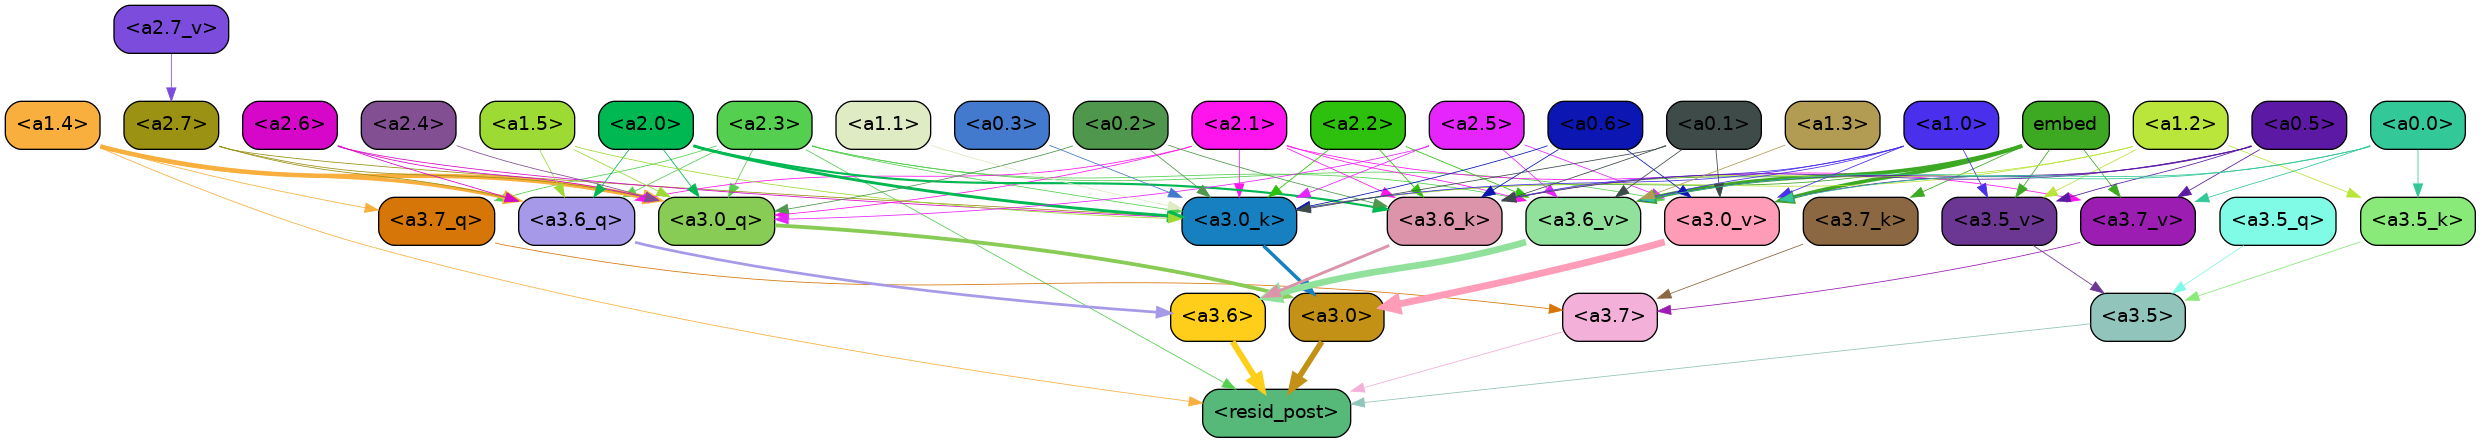 <a2.7_v>
<a1.4> <a2.7> <a2.6> <a2.4> <a1.5> <a2.0> <a2.3> <a1.1> <a0.3> <a0.2> <a2.1> <a2.2> <a2.5> <a0.6> <a0.1> <a1.3> <a1.0> embed <a1.2> <a0.5> <a0.0>
<a3.7_q> <a3.6_q> <a3.0_q> <a3.0_k> <a3.6_k> <a3.6_v> <a3.0_v> <a3.7_k> <a3.5_v> <a3.7_v> <a3.5_q> <a3.5_k>
<a3.6> <a3.0> <a3.7> <a3.5>
<resid_post>